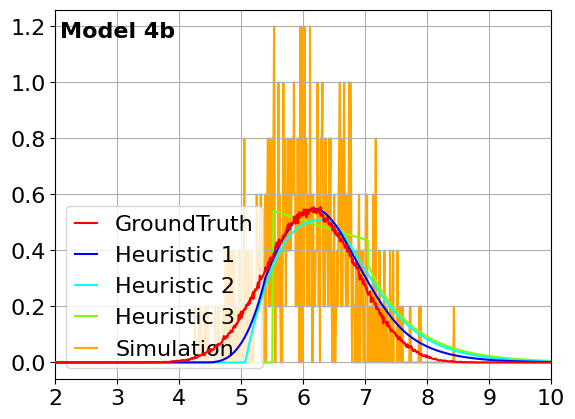 Model 4b
1.2
1.0
0.8
0.6
0.4
0.2
0.0
GroundTruth
Heuristic 1
Heuristic 2
Heuristic 3
Simulation
2 3 4 5 6 7 8 9 10